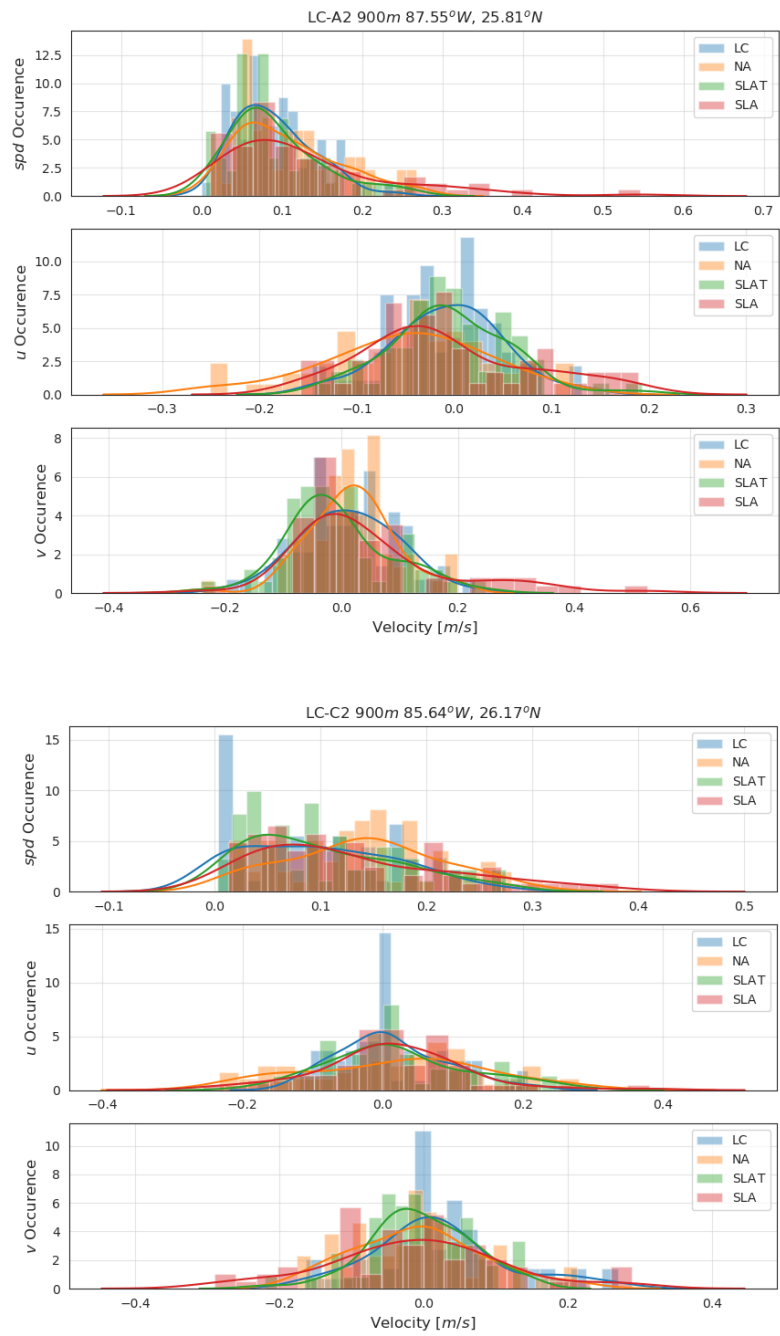 LC-A2 900m 87.55°W, 25.81°N
12.5
10.0
7.5
5.0
2.5
0.0
spd Occurence
LC
NA
SLAT
SLA
−0.1 0.0 0.1 0.2 0.3 0.4 0.5 0.6 0.7
10.0
7.5
5.0
2.5
0.0
u Occurence
LC
NA
SLAT
SLA
−0.3 −0.2 −0.1 0.0 0.1 0.2 0.3
8
6
4
2
0
v Occurence
LC
NA
SLAT
SLA
−0.4 −0.2 0.0 0.2 0.4 0.6
Velocity [m/s]
LC-C2 900m 85.64°W, 26.17°N
15
10
5
0
spd Occurence
LC
NA
SLAT
SLA
−0.1 0.0 0.1 0.2 0.3 0.4 0.5
15
10
5
0
u Occurence
LC
NA
SLAT
SLA
−0.4 −0.2 0.0 0.2 0.4
10
8
6
4
2
0
v Occurence
LC
NA
SLAT
SLA
−0.4 −0.2 0.0 0.2 0.4
Velocity [m/s]